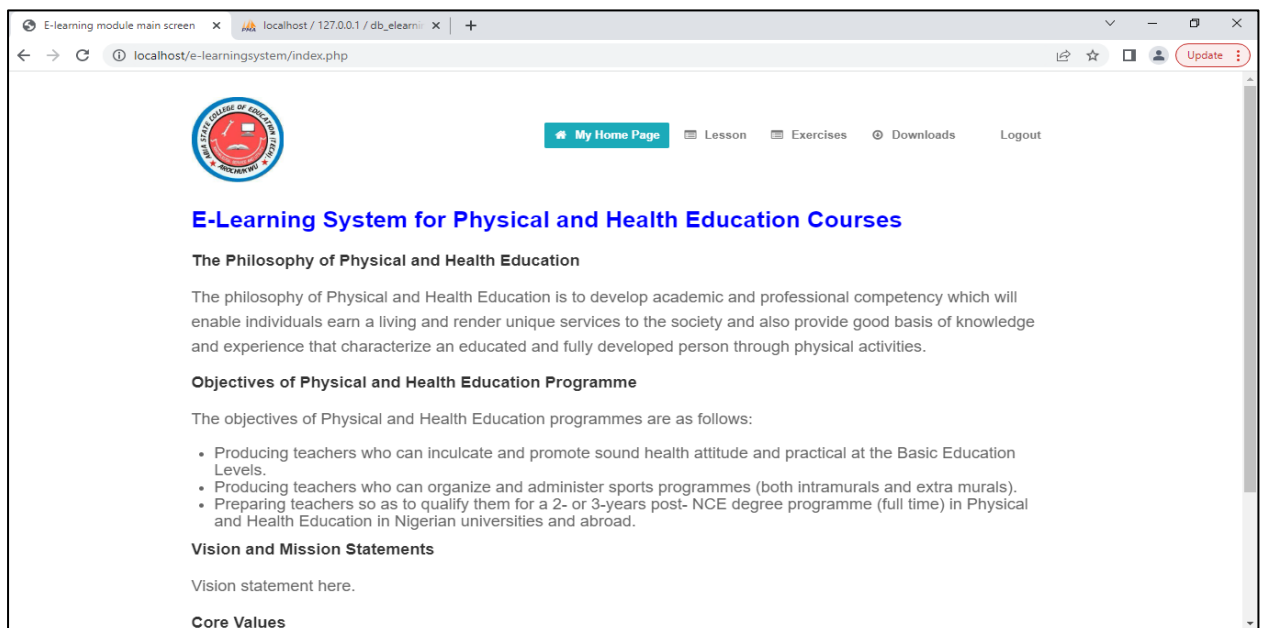 E-learning module main screen
localhost / 127.0.0.1 / db_elearnin
localhost/e-learningsystem/index.php
Update
ABIA STATE COLLEGE OF EDUCATION (TECH)
AROCHUKWU
My Home Page Lesson Exercises Downloads Logout
E-Learning System for Physical and Health Education Courses
The Philosophy of Physical and Health Education
The philosophy of Physical and Health Education is to develop academic and professional competency which will
enable individuals earn a living and render unique services to the society and also provide good basis of knowledge
and experience that characterize an educated and fully developed person through physical activities.
Objectives of Physical and Health Education Programme
The objectives of Physical and Health Education programmes are as follows:
• Producing teachers who can inculcate and promote sound health attitude and practical at the Basic Education
Levels.
• Producing teachers who can organize and administer sports programmes (both intramurals and extra murals).
• Preparing teachers so as to qualify them for a 2- or 3-years post- NCE degree programme (full time) in Physical
and Health Education in Nigerian universities and abroad.
Vision and Mission Statements
Vision statement here.
Core Values